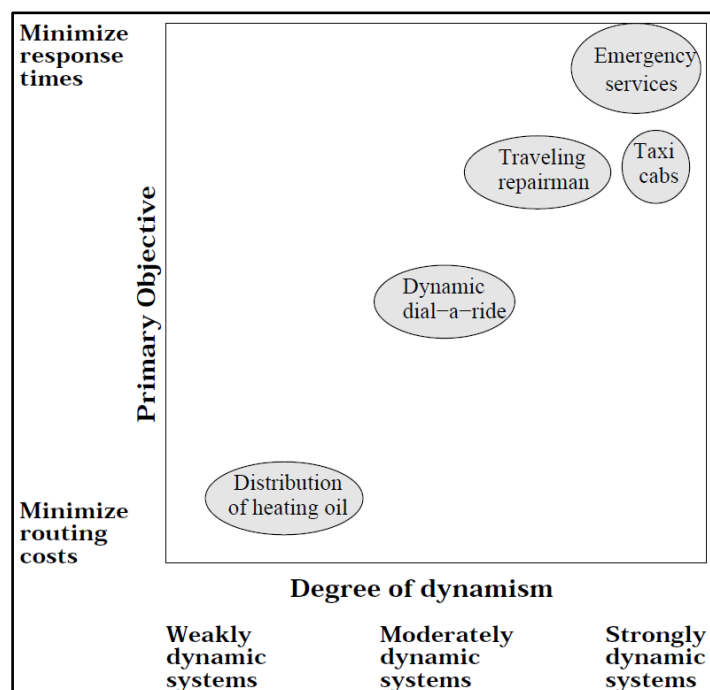 Minimize
response
times
Emergency
services
Traveling
repairman
Taxi
cabs
Primary Objective
Dynamic
dial−a−ride
Distribution
of heating oil
Minimize
routing
costs
Degree of dynamism
Weakly
dynamic
systems
Moderately
dynamic
systems
Strongly
dynamic
systems